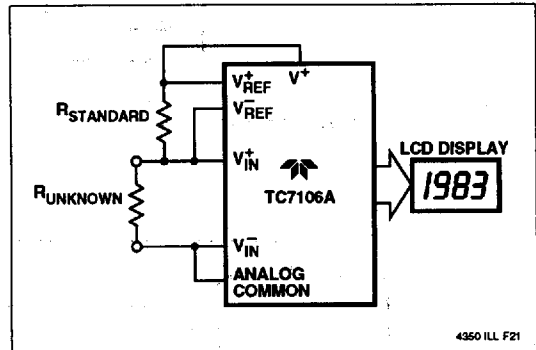 V+
V+REF
V−REF
RSTANDARD
V+IN
LCD DISPLAY
1983
TC7106A
RUNKNOWN
V−IN
ANALOG
COMMON
4350 ILL F21